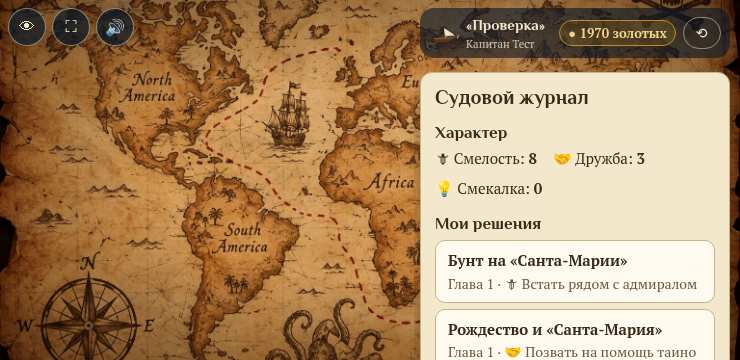 «Проверка»
Капитан Тест
1970 золотых
Судовой журнал
Характер
Смелость: 8 Дружба: 3
Смекалка: 0
Мои решения
Бунт на «Санта-Марии»
Глава 1 · Встать рядом с адмиралом
Рождество и «Санта-Мария»
Глава 1 · Позвать на помощь таино
North
America
Eu
Africa
South
America
N
W
E